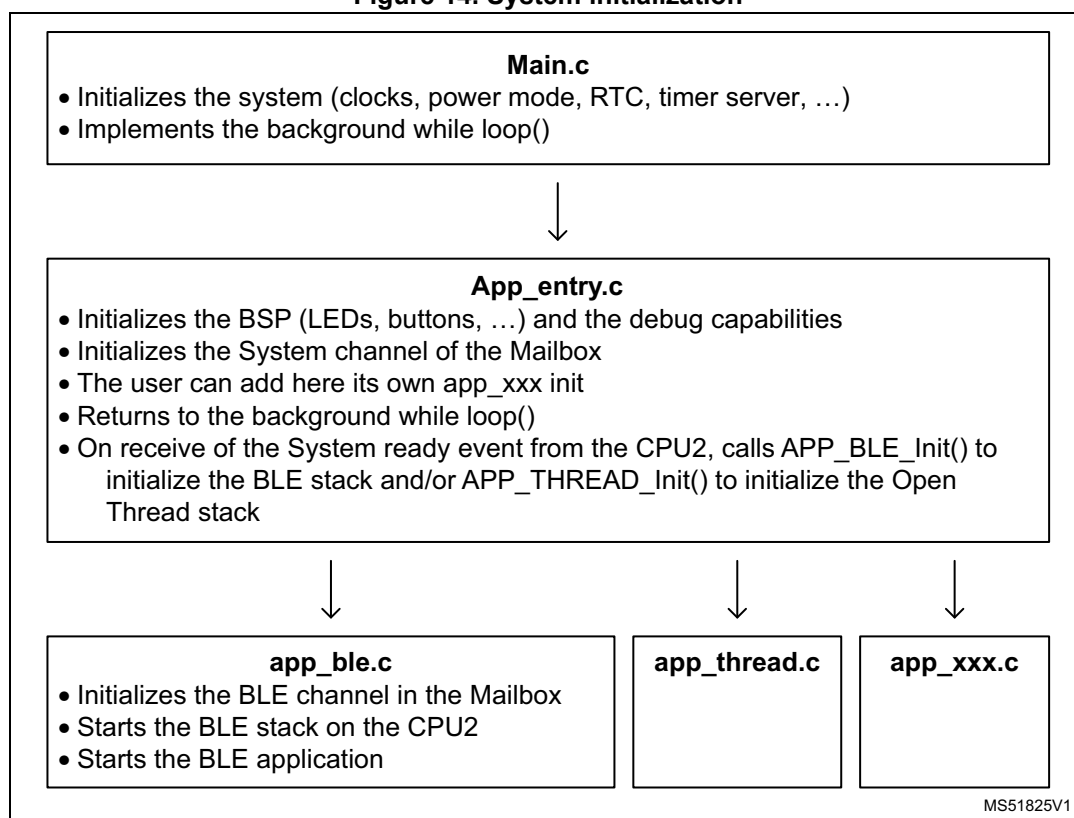 Figure 14. System initialization
Main.c
• Initializes the system (clocks, power mode, RTC, timer server, …)
• Implements the background while loop()
App_entry.c
• Initializes the BSP (LEDs, buttons, …) and the debug capabilities
• Initializes the System channel of the Mailbox
• The user can add here its own app_xxx init
• Returns to the background while loop()
• On receive of the System ready event from the CPU2, calls APP_BLE_Init() to
initialize the BLE stack and/or APP_THREAD_Init() to initialize the Open
Thread stack
app_ble.c
• Initializes the BLE channel in the Mailbox
• Starts the BLE stack on the CPU2
• Starts the BLE application
app_thread.c
app_xxx.c
MS51825V1